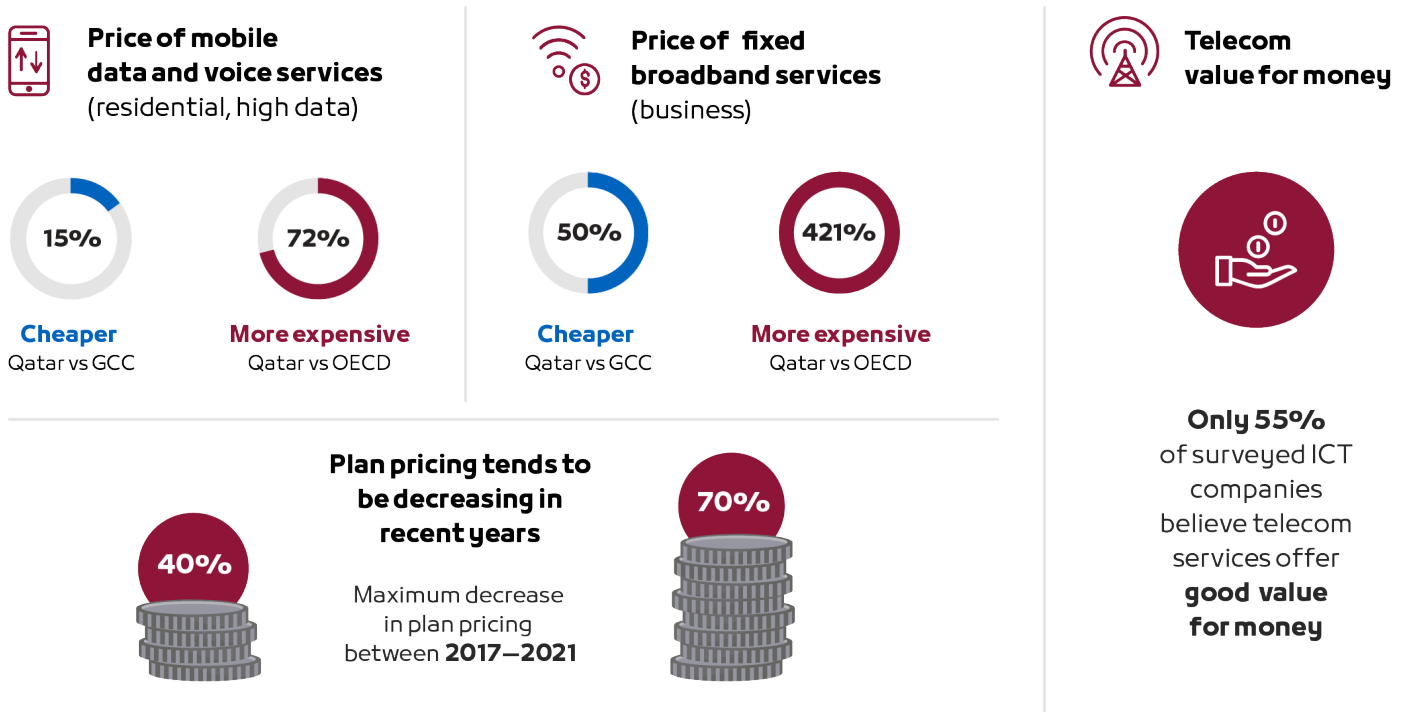 Price of mobile
data and voice services
(residential, high data)
15%
Cheaper
Qatar vs GCC
72%
More expensive
Qatar vs OECD
Price of fixed
broadband services
(business)
$
50%
Cheaper
Qatar vs GCC
421%
More expensive
Qatar vs OECD
Plan pricing tends to
be decreasing in
recent years
40%
Maximum decrease
in plan pricing
between 2017–2021
70%
Telecom
value for money
Only 55%
of surveyed ICT
companies
believe telecom
services offer
good value
for money